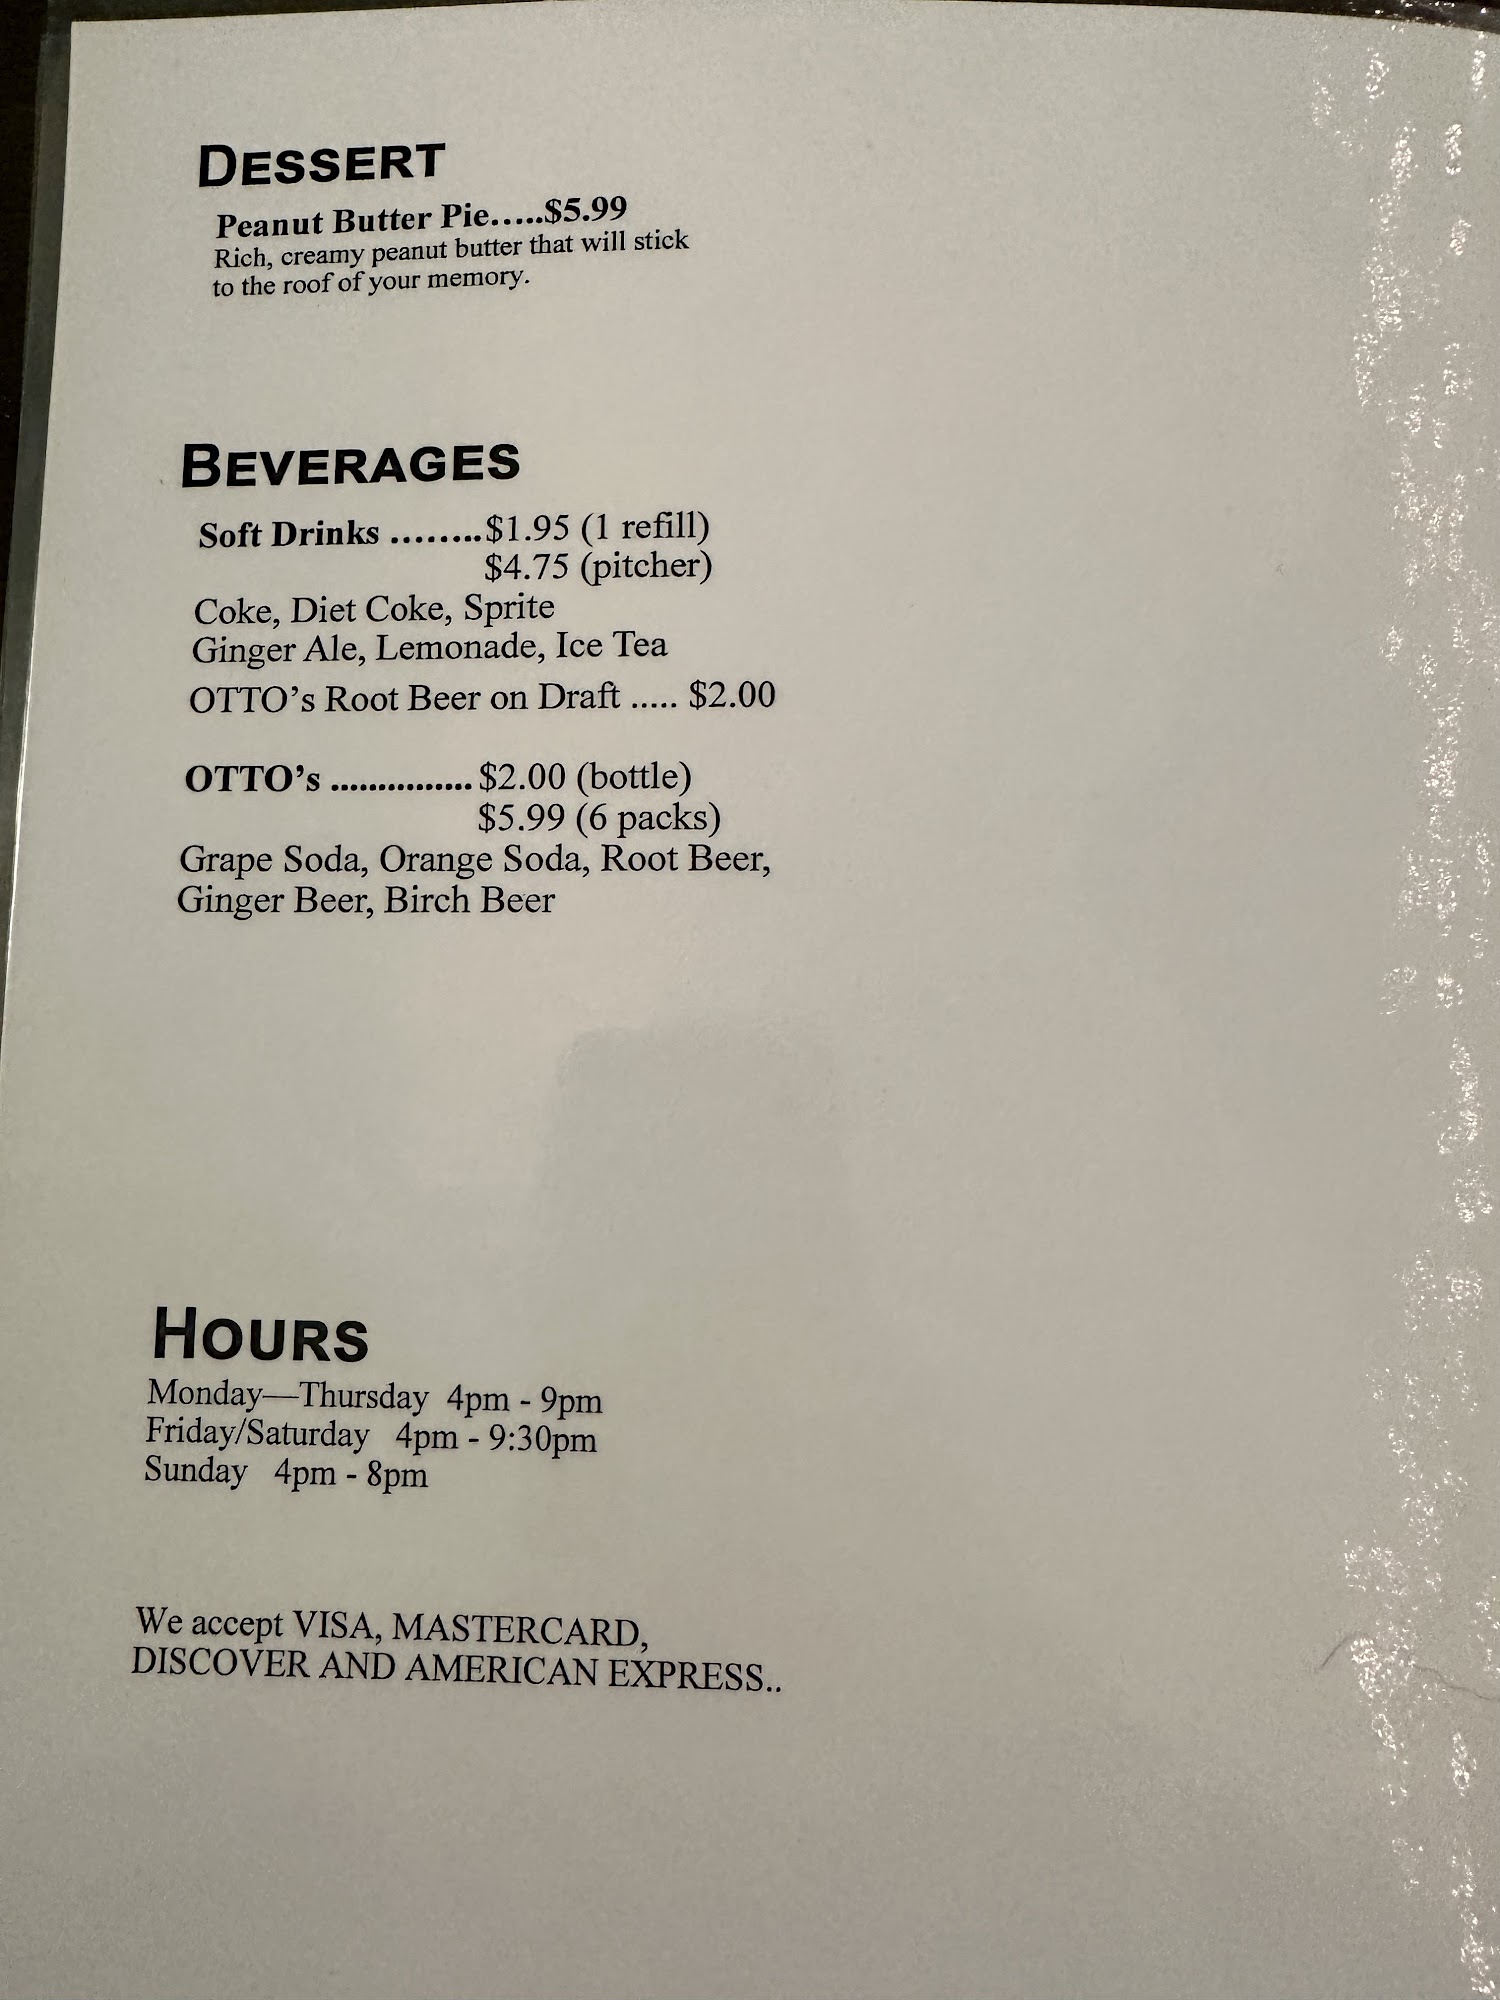 DESSERT
Peanut Butter Pie.....$5.99
Rich, creamy peanut butter that will stick
to the roof of your memory.
BEVERAGES
Soft Drinks ........$1.95 (1 refill)
$4.75 (pitcher)
Coke, Diet Coke, Sprite
Ginger Ale, Lemonade, Ice Tea
OTTO's Root Beer on Draft ..... $2.00
OTTO's ............... $2.00 (bottle)
$5.99 (6 packs)
Grape Soda, Orange Soda, Root Beer,
Ginger Beer, Birch Beer
HOURS
Monday—Thursday 4pm - 9pm
Friday/Saturday 4pm - 9:30pm
Sunday 4pm - 8pm
We accept VISA, MASTERCARD,
DISCOVER AND AMERICAN EXPRESS..